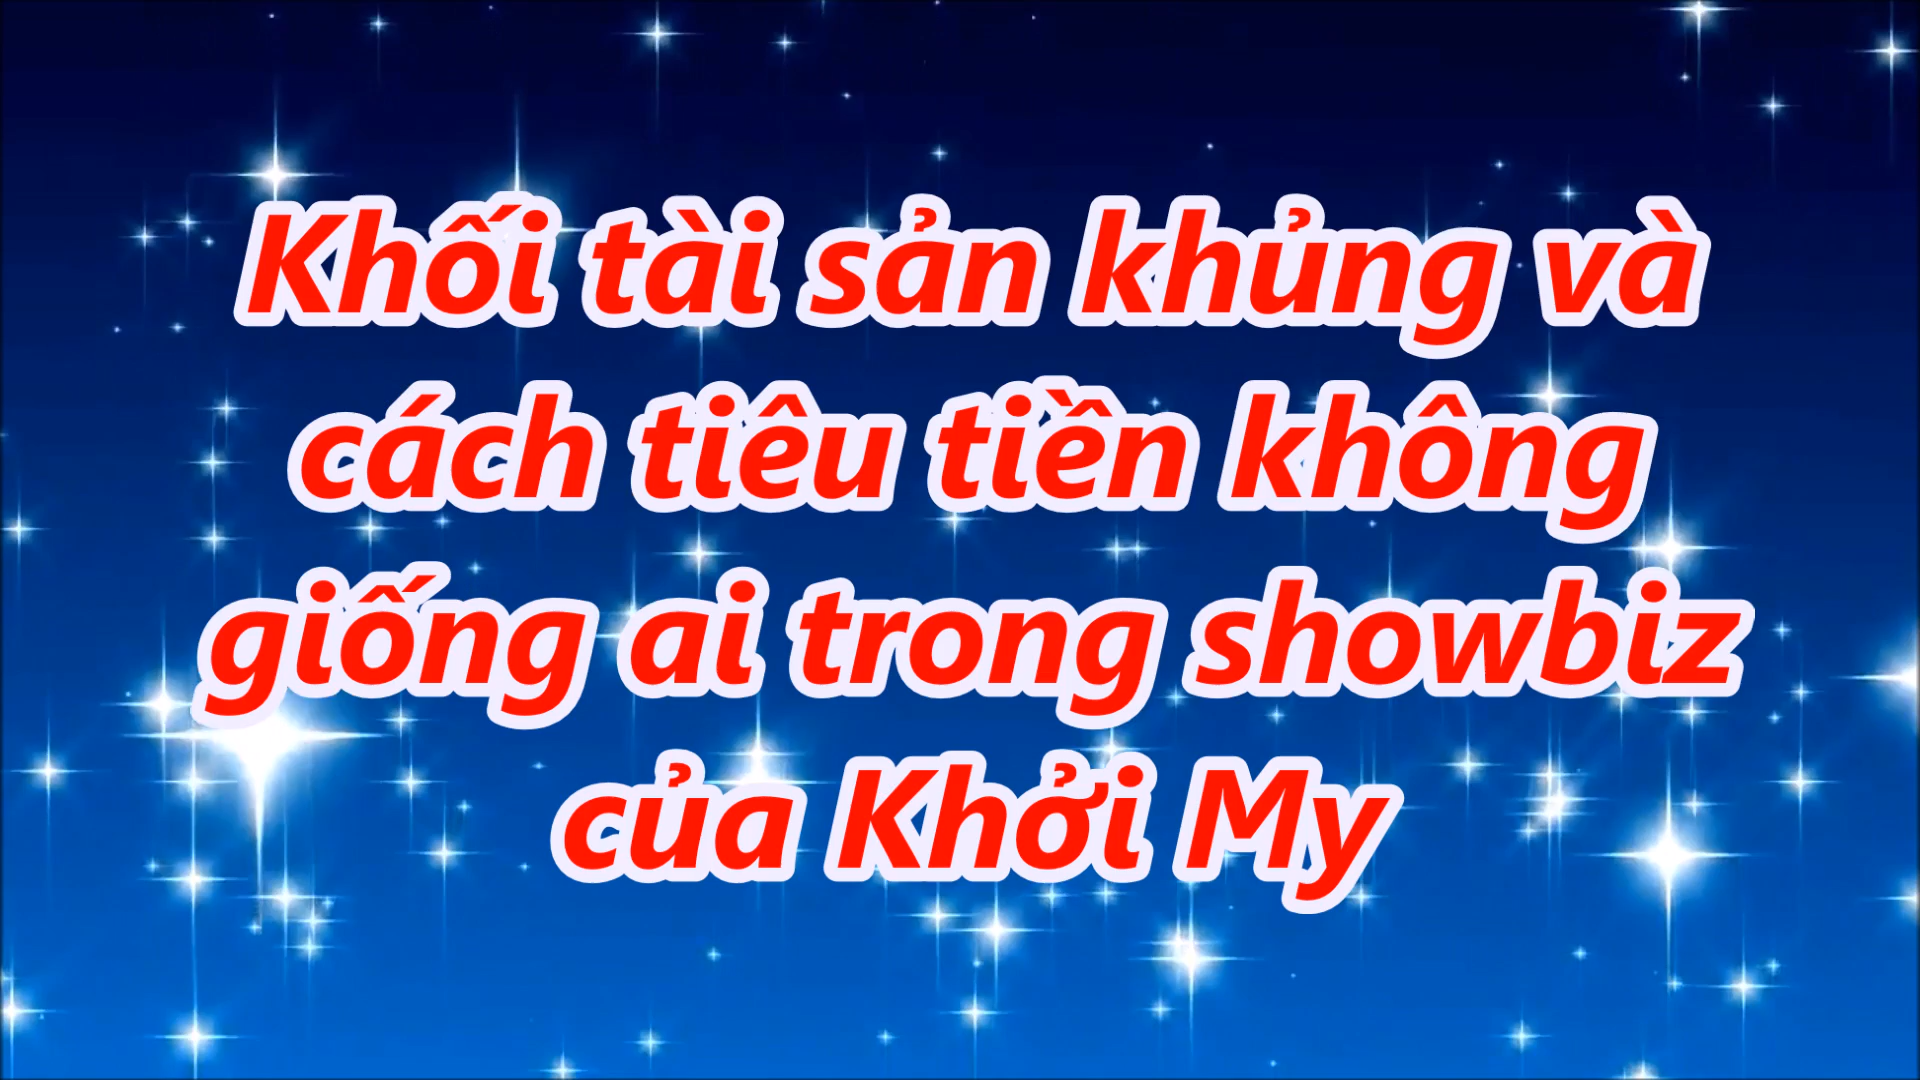 Khối tài sản khủng và
cách tiêu tiền không
giống ai trong showbiz
của Khởi My